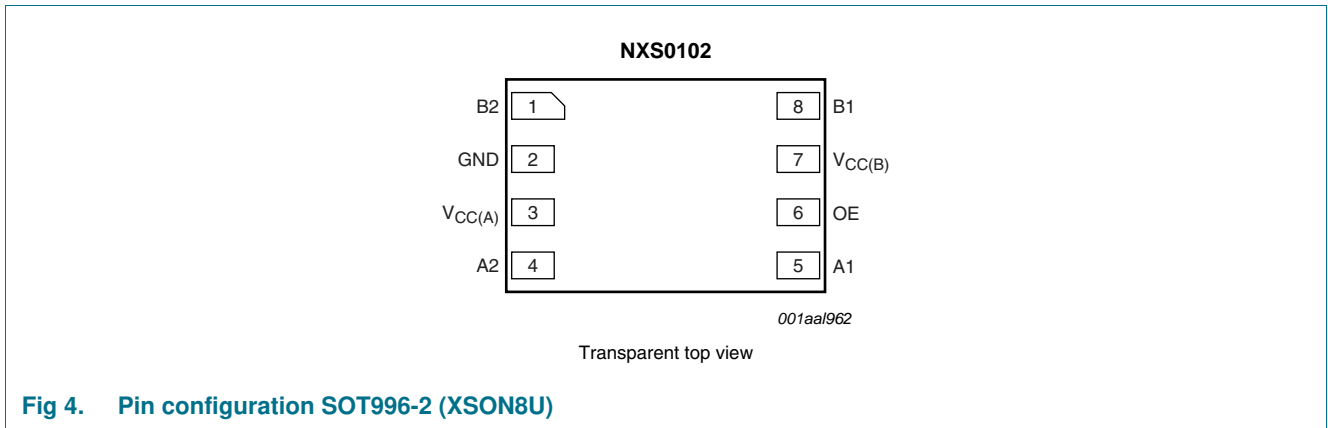 NXS0102
B2 1 8 B1
GND 2 7 VCC(B)
VCC(A) 3 6 OE
A2 4 5 A1
001aal962
Transparent top view
Fig 4. Pin configuration SOT996-2 (XSON8U)